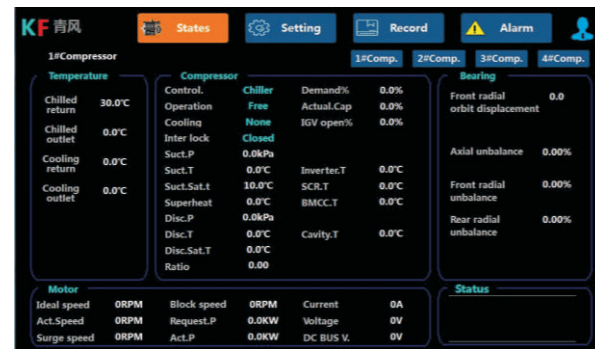 KF 青风 States Setting Record Alarm
1#Compressor 1#Comp. 2#Comp. 3#Comp. 4#Comp.
Temperature
Chilled return 30.0℃
Chilled outlet 0.0℃
Cooling return 0.0℃
Cooling outlet 0.0℃
Compressor
Control. Chiller Demand% 0.0%
Operation Free Actual.Cap 0.0%
Cooling None IGV open% 0.0%
Inter lock Closed
Suct.P 0.0kPa
Suct.T 0.0℃ Inverter.T 0.0℃
Suct.Sat.t 10.0℃ SCR.T 0.0℃
Superheat 0.0℃ BMCC.T 0.0℃
Disc.P 0.0kPa
Disc.T 0.0℃ Cavity.T 0.0℃
Disc.Sat.T 0.0℃
Ratio 0.00
Bearing
Front radial orbit displacement 0.0
Axial unbalance 0.00%
Front radial unbalance 0.00%
Rear radial unbalance 0.00%
Motor
Ideal speed 0RPM Block speed 0RPM Current 0A
Act.Speed 0RPM Request.P 0.0KW Voltage 0V
Surge speed 0RPM Act.P 0.0KW DC BUS V. 0V
Status